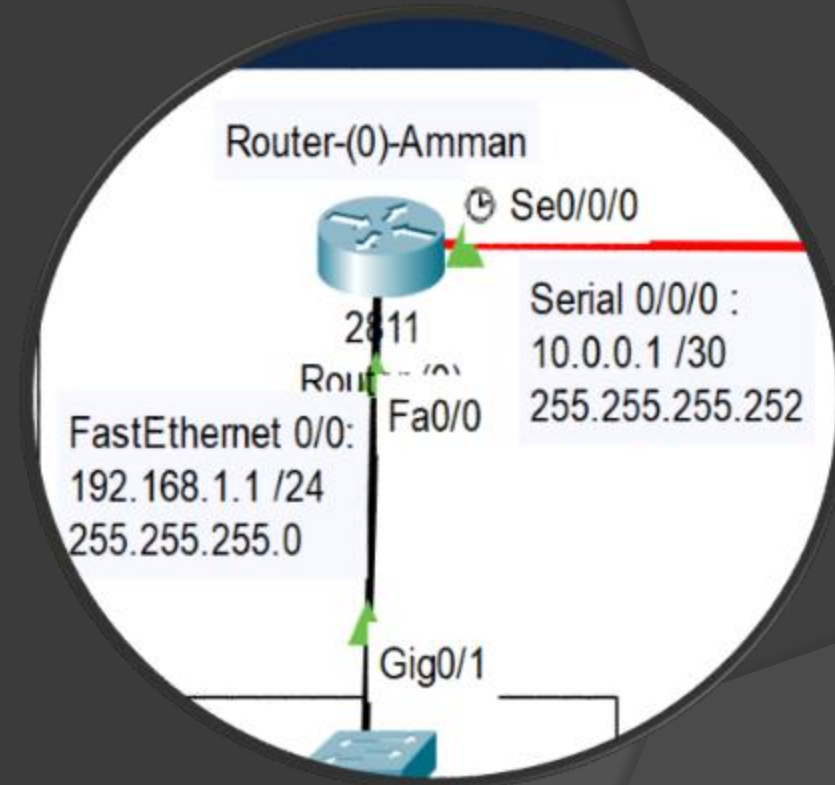 Router-(0)-Amman
Se0/0/0
Serial 0/0/0 :
10.0.0.1 /30
255.255.255.252
2811
Fa0/0
FastEthernet 0/0:
192.168.1.1 /24
255.255.255.0
Gig0/1